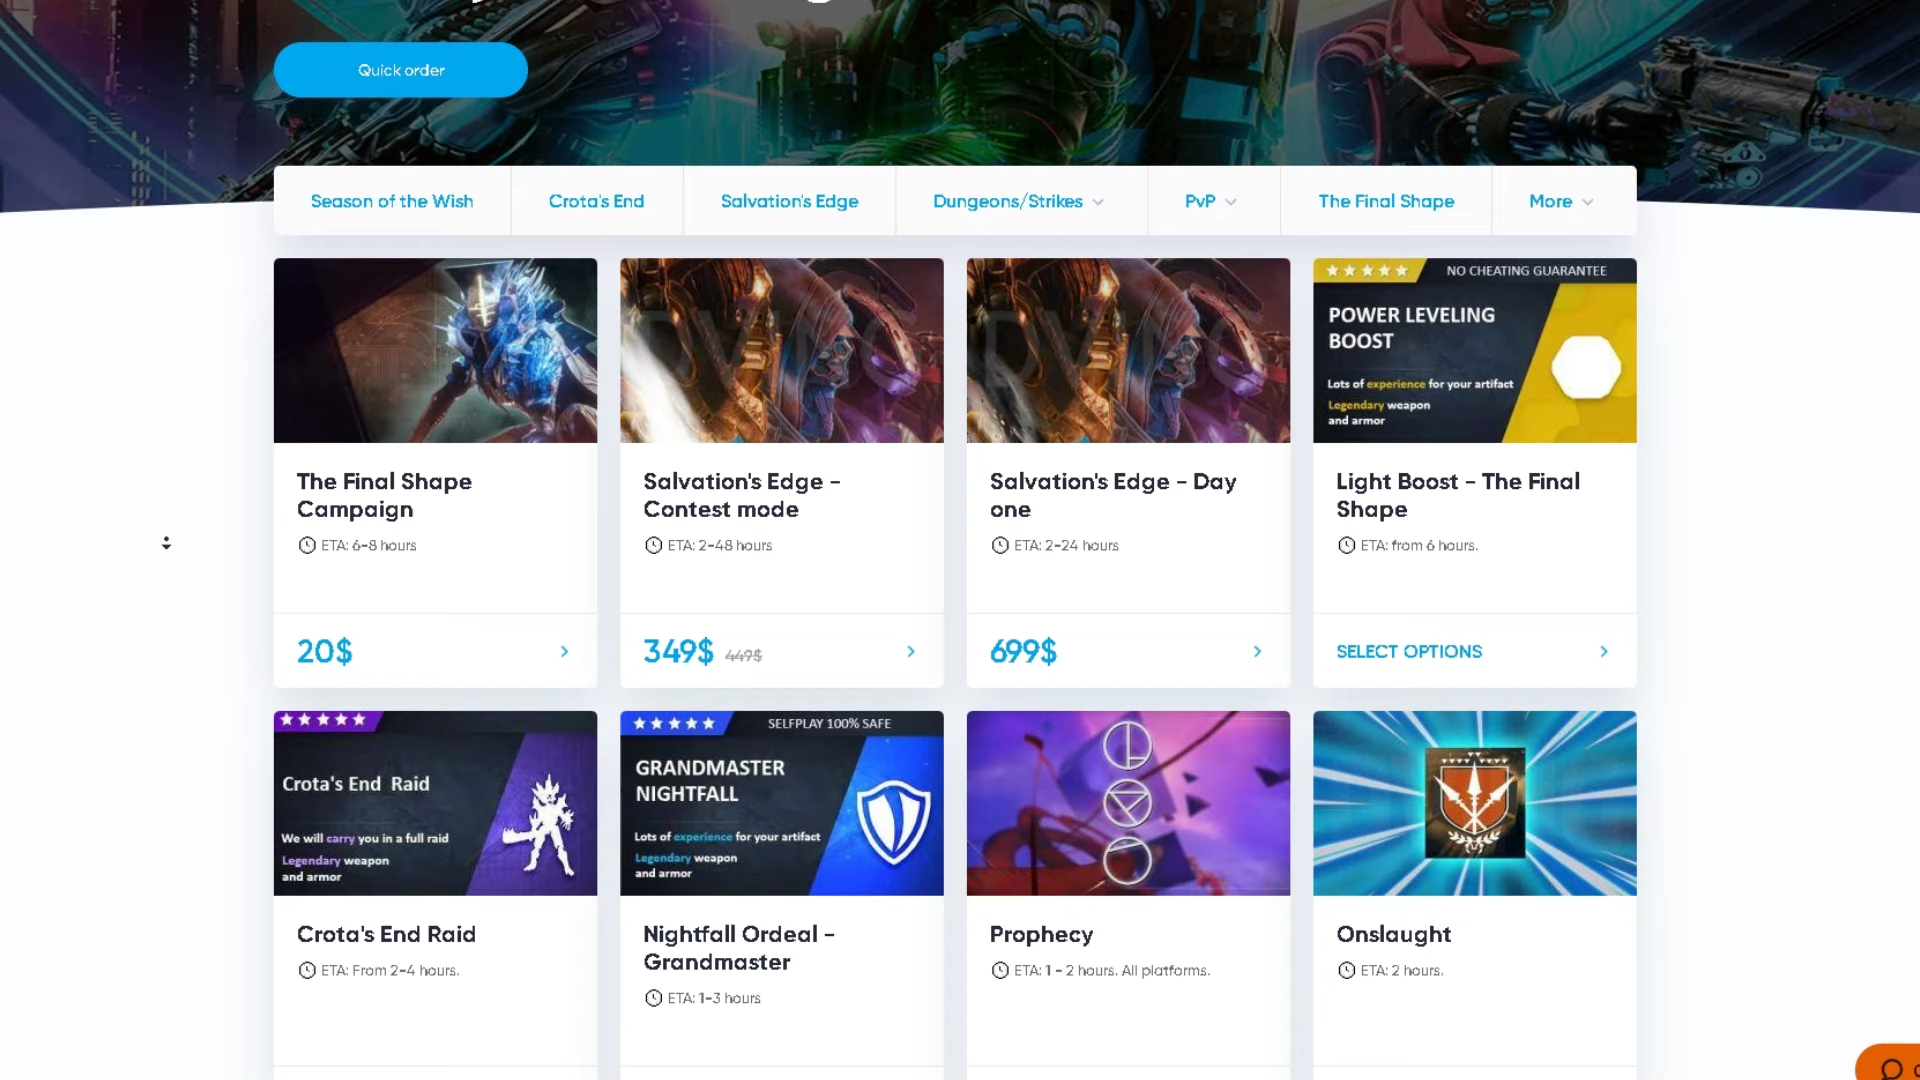 Quick order
Season of the Wish
Crota's End
Salvation's Edge
Dungeons/Strikes
PvP
The Final Shape
More
NO CHEATING GUARANTEE
POWER LEVELING
BOOST
Lots of experience for your artifact
Legendary weapon
and armor
The Final Shape
Campaign
ETA: 6-8 hours
20$
Salvation's Edge –
Contest mode
ETA: 2-48 hours
349$ 449$
Salvation's Edge – Day
one
ETA: 2-24 hours
699$
Light Boost – The Final
Shape
ETA: from 6 hours.
SELECT OPTIONS
Crota's End Raid
We will carry you in a full raid
Legendary weapon
and armor
Crota's End Raid
ETA: From 2-4 hours.
SELFPLAY 100% SAFE
GRANDMASTER
NIGHTFALL
Lots of experience for your artifact
Legendary weapon
and armor
Nightfall Ordeal –
Grandmaster
ETA: 1-3 hours
Prophecy
ETA: 1 - 2 hours. All platforms.
Onslaught
ETA: 2 hours.